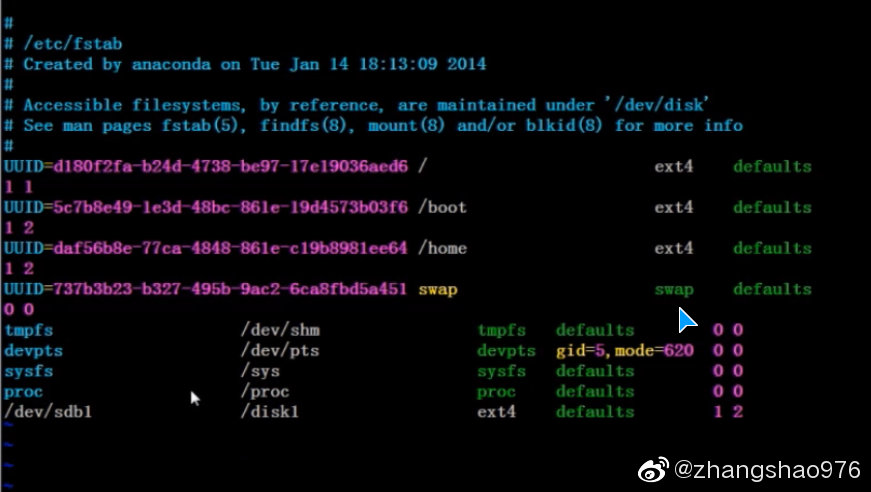 #
# /etc/fstab
# Created by anaconda on Tue Jan 14 18:13:09 2014
#
# Accessible filesystems, by reference, are maintained under '/dev/disk'
# See man pages fstab(5), findfs(8), mount(8) and/or blkid(8) for more info
#
UUID=d180f2fa-b24d-4738-be97-17e19036aed6 / ext4 defaults
1 1
UUID=5c7b8e49-1e3d-48bc-861e-19d4573b03f6 /boot ext4 defaults
1 2
UUID=daf56b8e-77ca-4848-861e-c19b8981ee64 /home ext4 defaults
1 2
UUID=737b3b23-b327-495b-9ac2-6ca8fbd5a451 swap swap defaults
0 0
tmpfs /dev/shm tmpfs defaults 0 0
devpts /dev/pts devpts gid=5,mode=620 0 0
sysfs /sys sysfs defaults 0 0
proc /proc proc defaults 0 0
/dev/sdb1 /disk1 ext4 defaults 1 2
~
~
~
~
@zhangshao976